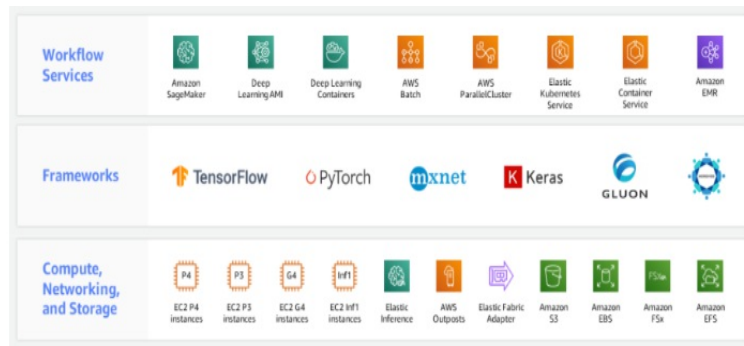 Workflow
Services
Amazon
SageMaker
Deep
Learning AMI
Deep Learning
Containers
AWS
Batch
AWS
ParallelCluster
Elastic
Kubernetes
Service
Elastic
Container
Service
Amazon
EMR
Frameworks
TensorFlow
PyTorch
mxnet
K Keras
GLUON
Compute,
Networking,
and Storage
P4
EC2 P4
instances
P3
EC2 P3
instances
G4
EC2 G4
instances
Inf1
EC2 Inf1
instances
Elastic
Inference
AWS
Outposts
Elastic Fabric
Adapter
Amazon
S3
Amazon
EBS
FSx
Amazon
FSx
Amazon
EFS